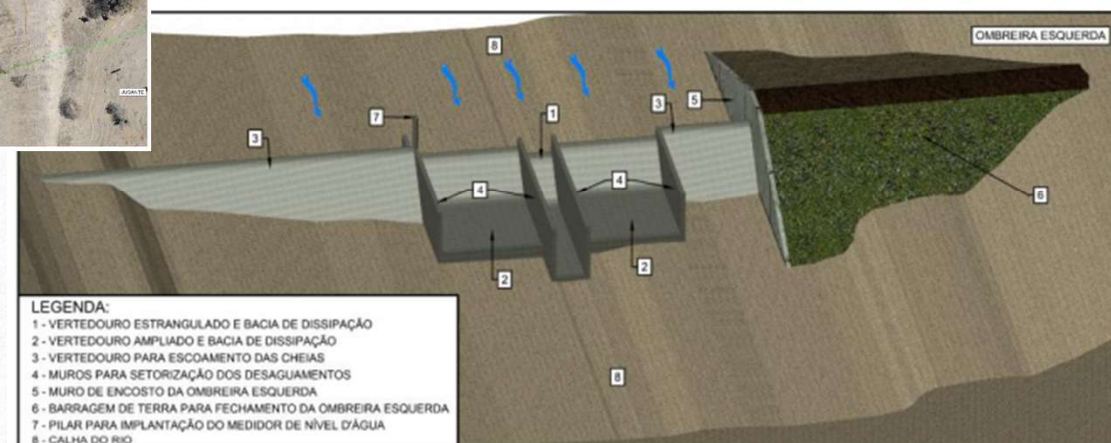 JUSANTE
OMBREIRA ESQUERDA
8
7
1
3
5
3
4
4
6
2
2
8
LEGENDA:
1 - VERTEDOURO ESTRANGULADO E BACIA DE DISSIPAÇÃO
2 - VERTEDOURO AMPLIADO E BACIA DE DISSIPAÇÃO
3 - VERTEDOURO PARA ESCOAMENTO DAS CHEIAS
4 - MUROS PARA SETORIZAÇÃO DOS DESAGUAMENTOS
5 - MURO DE ENCOSTO DA OMBREIRA ESQUERDA
6 - BARRAGEM DE TERRA PARA FECHAMENTO DA OMBREIRA ESQUERDA
7 - PILAR PARA IMPLANTAÇÃO DO MEDIDOR DE NÍVEL D'ÁGUA
8 - CALHA DO RIO